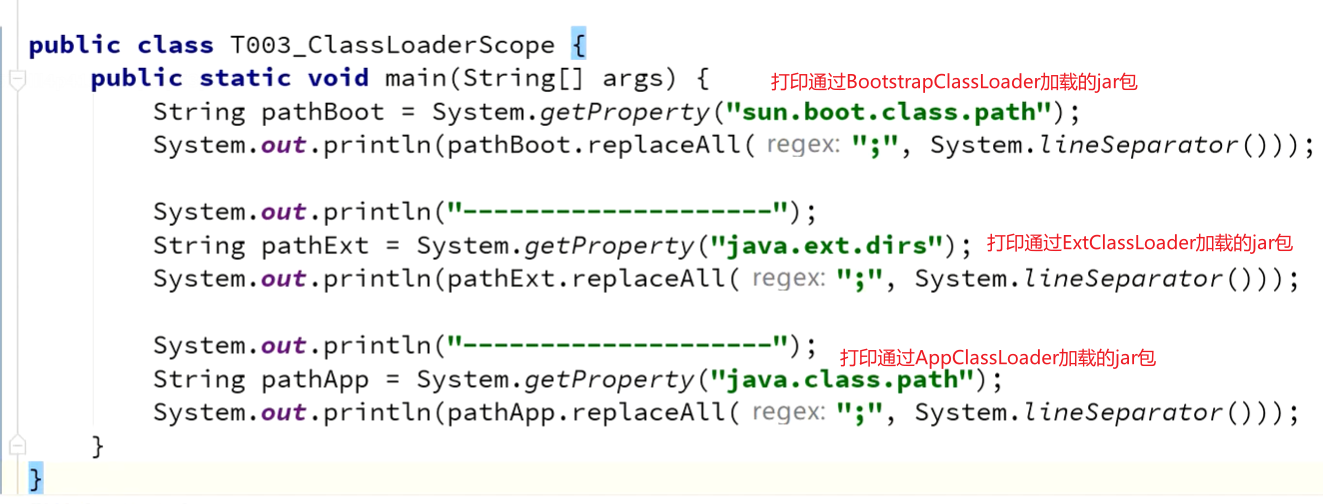 public class T003_ClassLoaderScope {
public static void main(String[] args) {
打印通过BootstrapClassLoader加载的jar包
String pathBoot = System.getProperty("sun.boot.class.path");
System.out.println(pathBoot.replaceAll( regex: ";", System.lineSeparator()));
System.out.println("--------------------");
String pathExt = System.getProperty("java.ext.dirs"); 打印通过ExtClassLoader加载的jar包
System.out.println(pathExt.replaceAll( regex: ";", System.lineSeparator()));
System.out.println("--------------------");
打印通过AppClassLoader加载的jar包
String pathApp = System.getProperty("java.class.path");
System.out.println(pathApp.replaceAll( regex: ";", System.lineSeparator()));
}
}